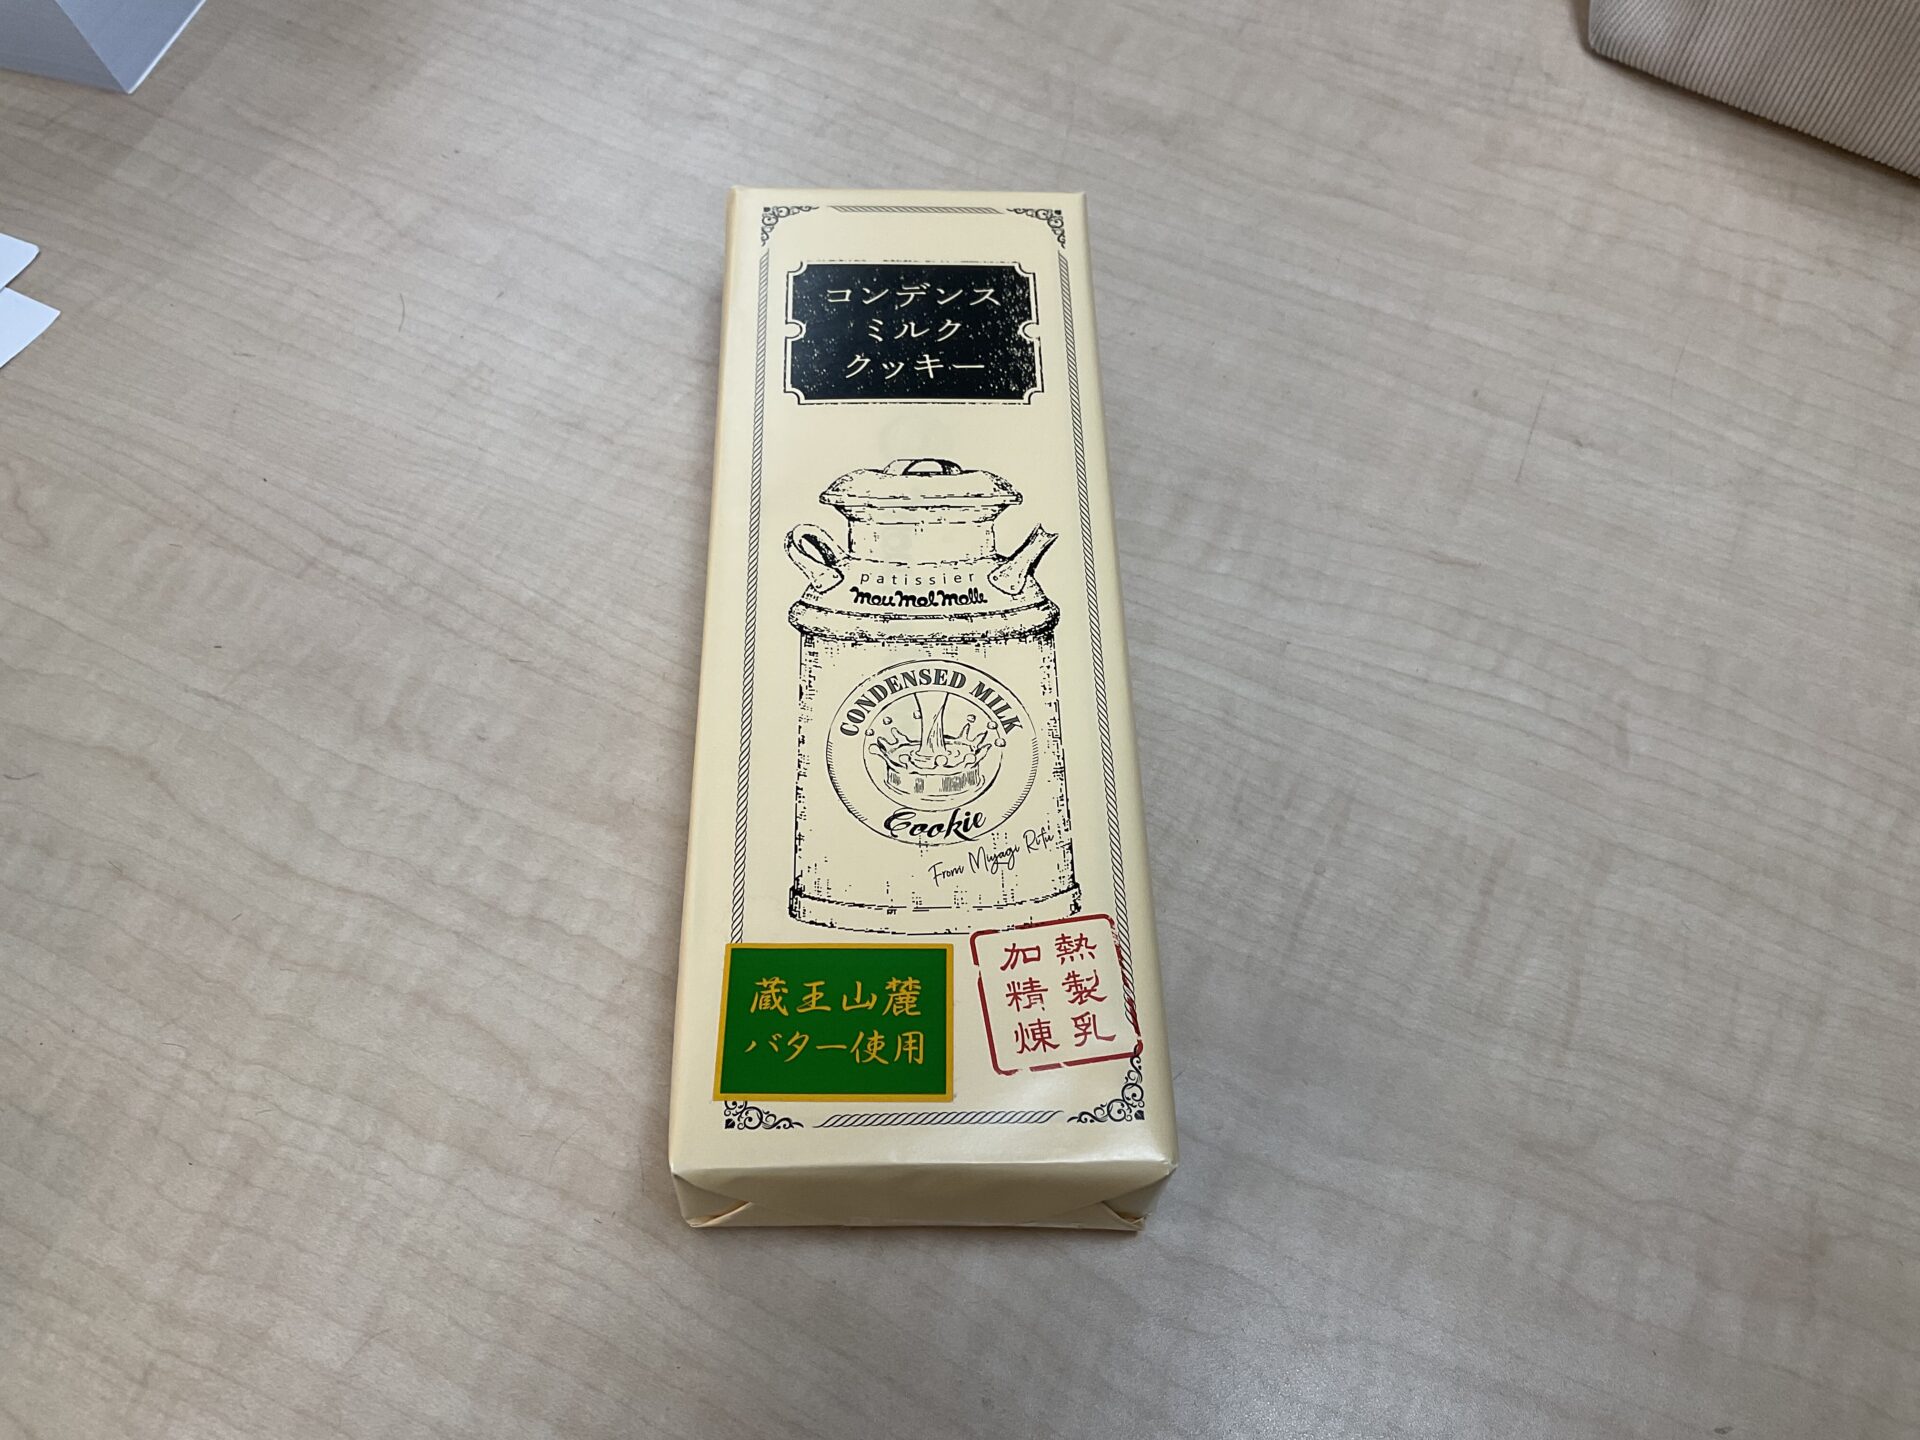 コンデンス
ミルク
クッキー
patissier
mou mol molle
CONDENSED MILK
Cookie
From Miyagi Rifu
蔵王山麓
バター使用
熱製乳
加精煉